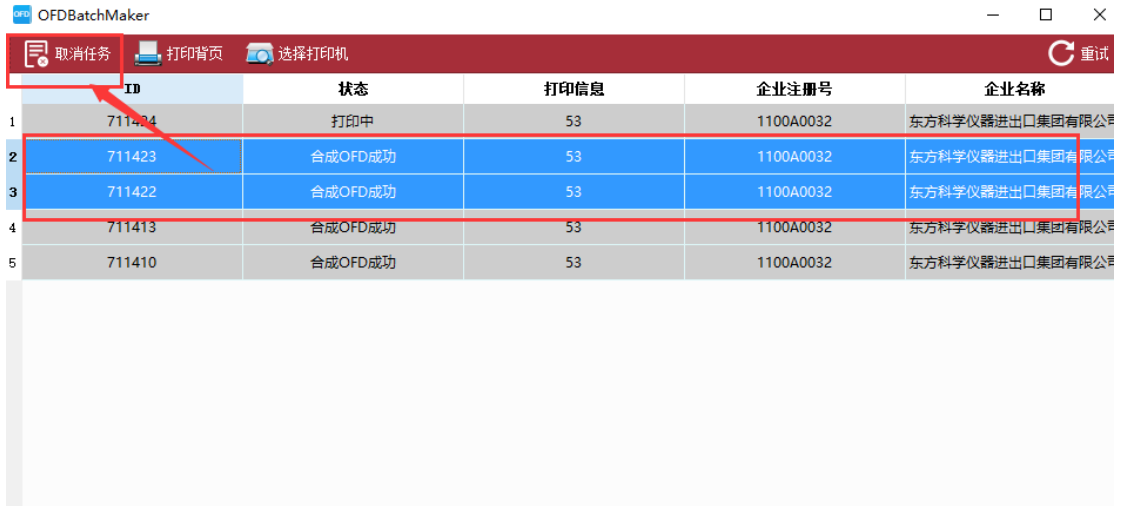 OFD OFDBatchMaker
取消任务 打印背页 选择打印机 重试
ID 状态 打印信息 企业注册号 企业名称
1 711424 打印中 53 1100A0032 东方科学仪器进出口集团有限公司
2 711423 合成OFD成功 53 1100A0032 东方科学仪器进出口集团有限公司
3 711422 合成OFD成功 53 1100A0032 东方科学仪器进出口集团有限公司
4 711413 合成OFD成功 53 1100A0032 东方科学仪器进出口集团有限公司
5 711410 合成OFD成功 53 1100A0032 东方科学仪器进出口集团有限公司